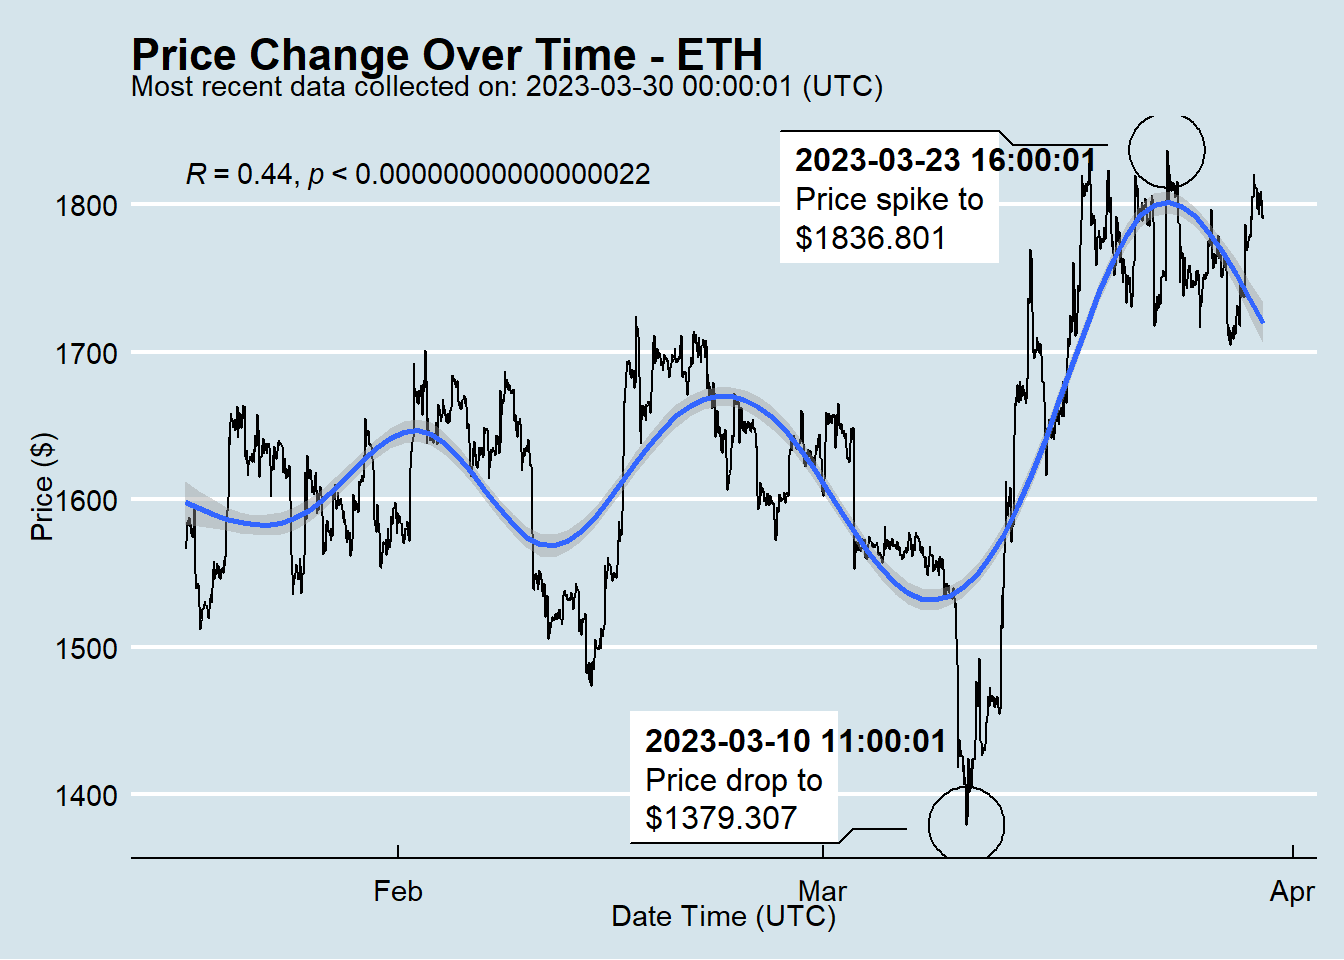 Price Change Over Time - ETH
Most recent data collected on: 2023-03-30 00:00:01 (UTC)
R = 0.44, p < 0.00000000000000022
2023-03-23 16:00:01
Price spike to
$1836.801
1800
1700
1600
1500
1400
Price ($)
2023-03-10 11:00:01
Price drop to
$1379.307
Feb
Mar
Apr
Date Time (UTC)